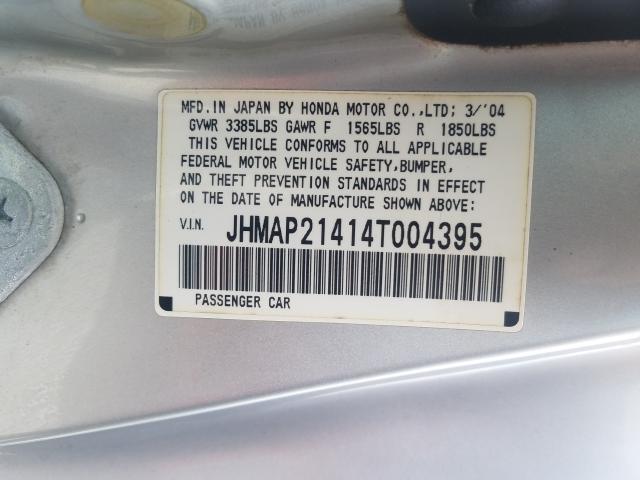 MFD.IN JAPAN BY HONDA MOTOR CO.,LTD; 3/'04
GVWR 3385LBS GAWR F 1565LBS R 1850LBS
THIS VEHICLE CONFORMS TO ALL APPLICABLE
FEDERAL MOTOR VEHICLE SAFETY,BUMPER,
AND THEFT PREVENTION STANDARDS IN EFFECT
ON THE DATE OF MANUFACTURE SHOWN ABOVE:
V.I.N. JHMAP21414T004395
PASSENGER CAR